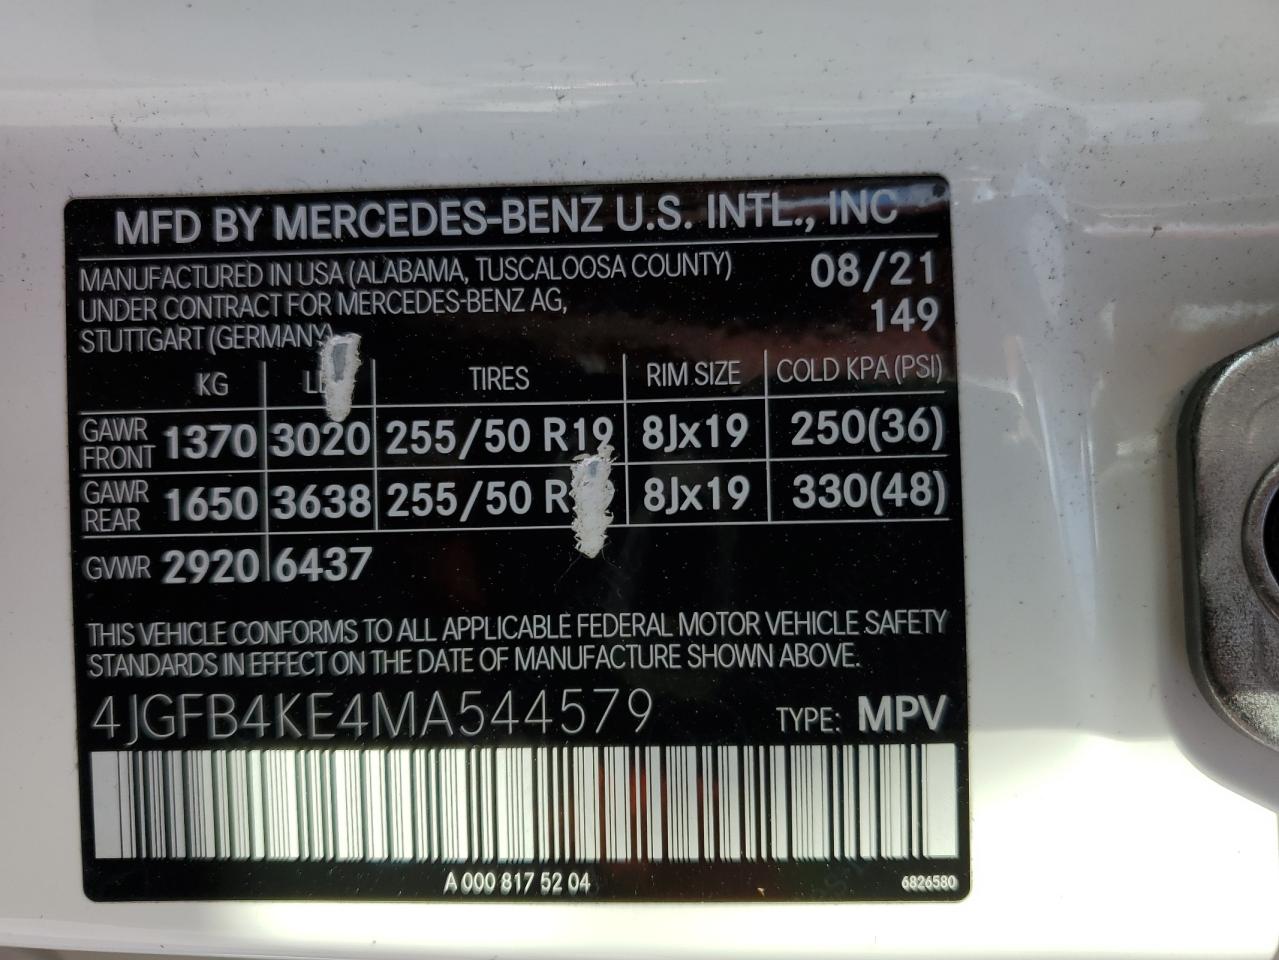 MFD BY MERCEDES-BENZ U.S. INTL., INC
MANUFACTURED IN USA (ALABAMA, TUSCALOOSA COUNTY) 08/21
UNDER CONTRACT FOR MERCEDES-BENZ AG, 149
STUTTGART (GERMANY)
KG TIRES RIM SIZE COLD KPA (PSI)
GAWR FRONT 1370 3020 255/50 R19 8Jx19 250(36)
GAWR REAR 1650 3638 255/50 8Jx19 330(48)
GVWR 2920 6437
THIS VEHICLE CONFORMS TO ALL APPLICABLE FEDERAL MOTOR VEHICLE SAFETY
STANDARDS IN EFFECT ON THE DATE OF MANUFACTURE SHOWN ABOVE.
4JGFB4KE4MA544579 TYPE: MPV
A 000 817 52 04 6826580